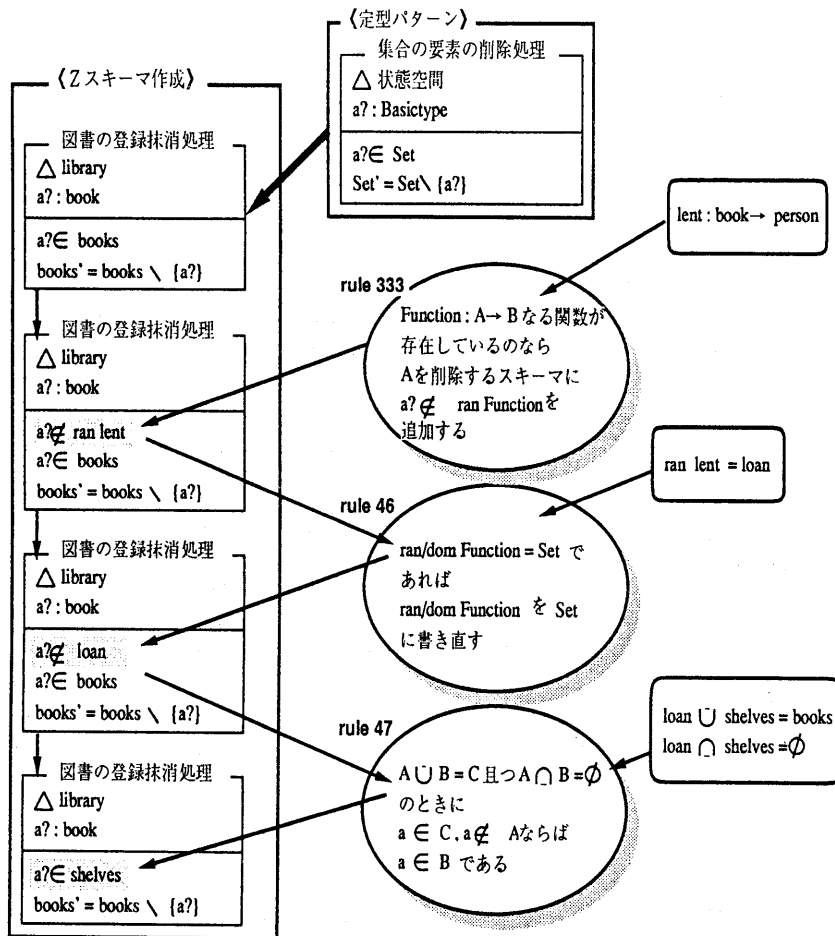 《定型パターン》
集合の要素の削除処理
△ 状態空間
a? : Basictype
a?∈ Set
Set' = Set\ {a?}
《Zスキーマ作成》
図書の登録抹消処理
△ library
a? : book
a?∈ books
books' = books \ {a?}
lent : book→ person
rule 333
Function : A→ B なる関数が
存在しているのなら
Aを削除するスキーマに
a? ∉ ran Functionを
追加する
図書の登録抹消処理
△ library
a? : book
a?∉ ran lent
a?∈ books
books' = books \ {a?}
ran lent = loan
rule 46
ran/dom Function = Set で
あれば
ran/dom Function を Set
に書き直す
図書の登録抹消処理
△ library
a? : book
a?∉ loan
a?∈ books
books' = books \ {a?}
loan ∪ shelves = books
loan ∩ shelves = ∅
rule 47
A ∪ B = C 且つ A ∩ B = ∅
のときに
a ∈ C , a ∉ A ならば
a ∈ B である
図書の登録抹消処理
△ library
a? : book
a?∈ shelves
books' = books \ {a?}